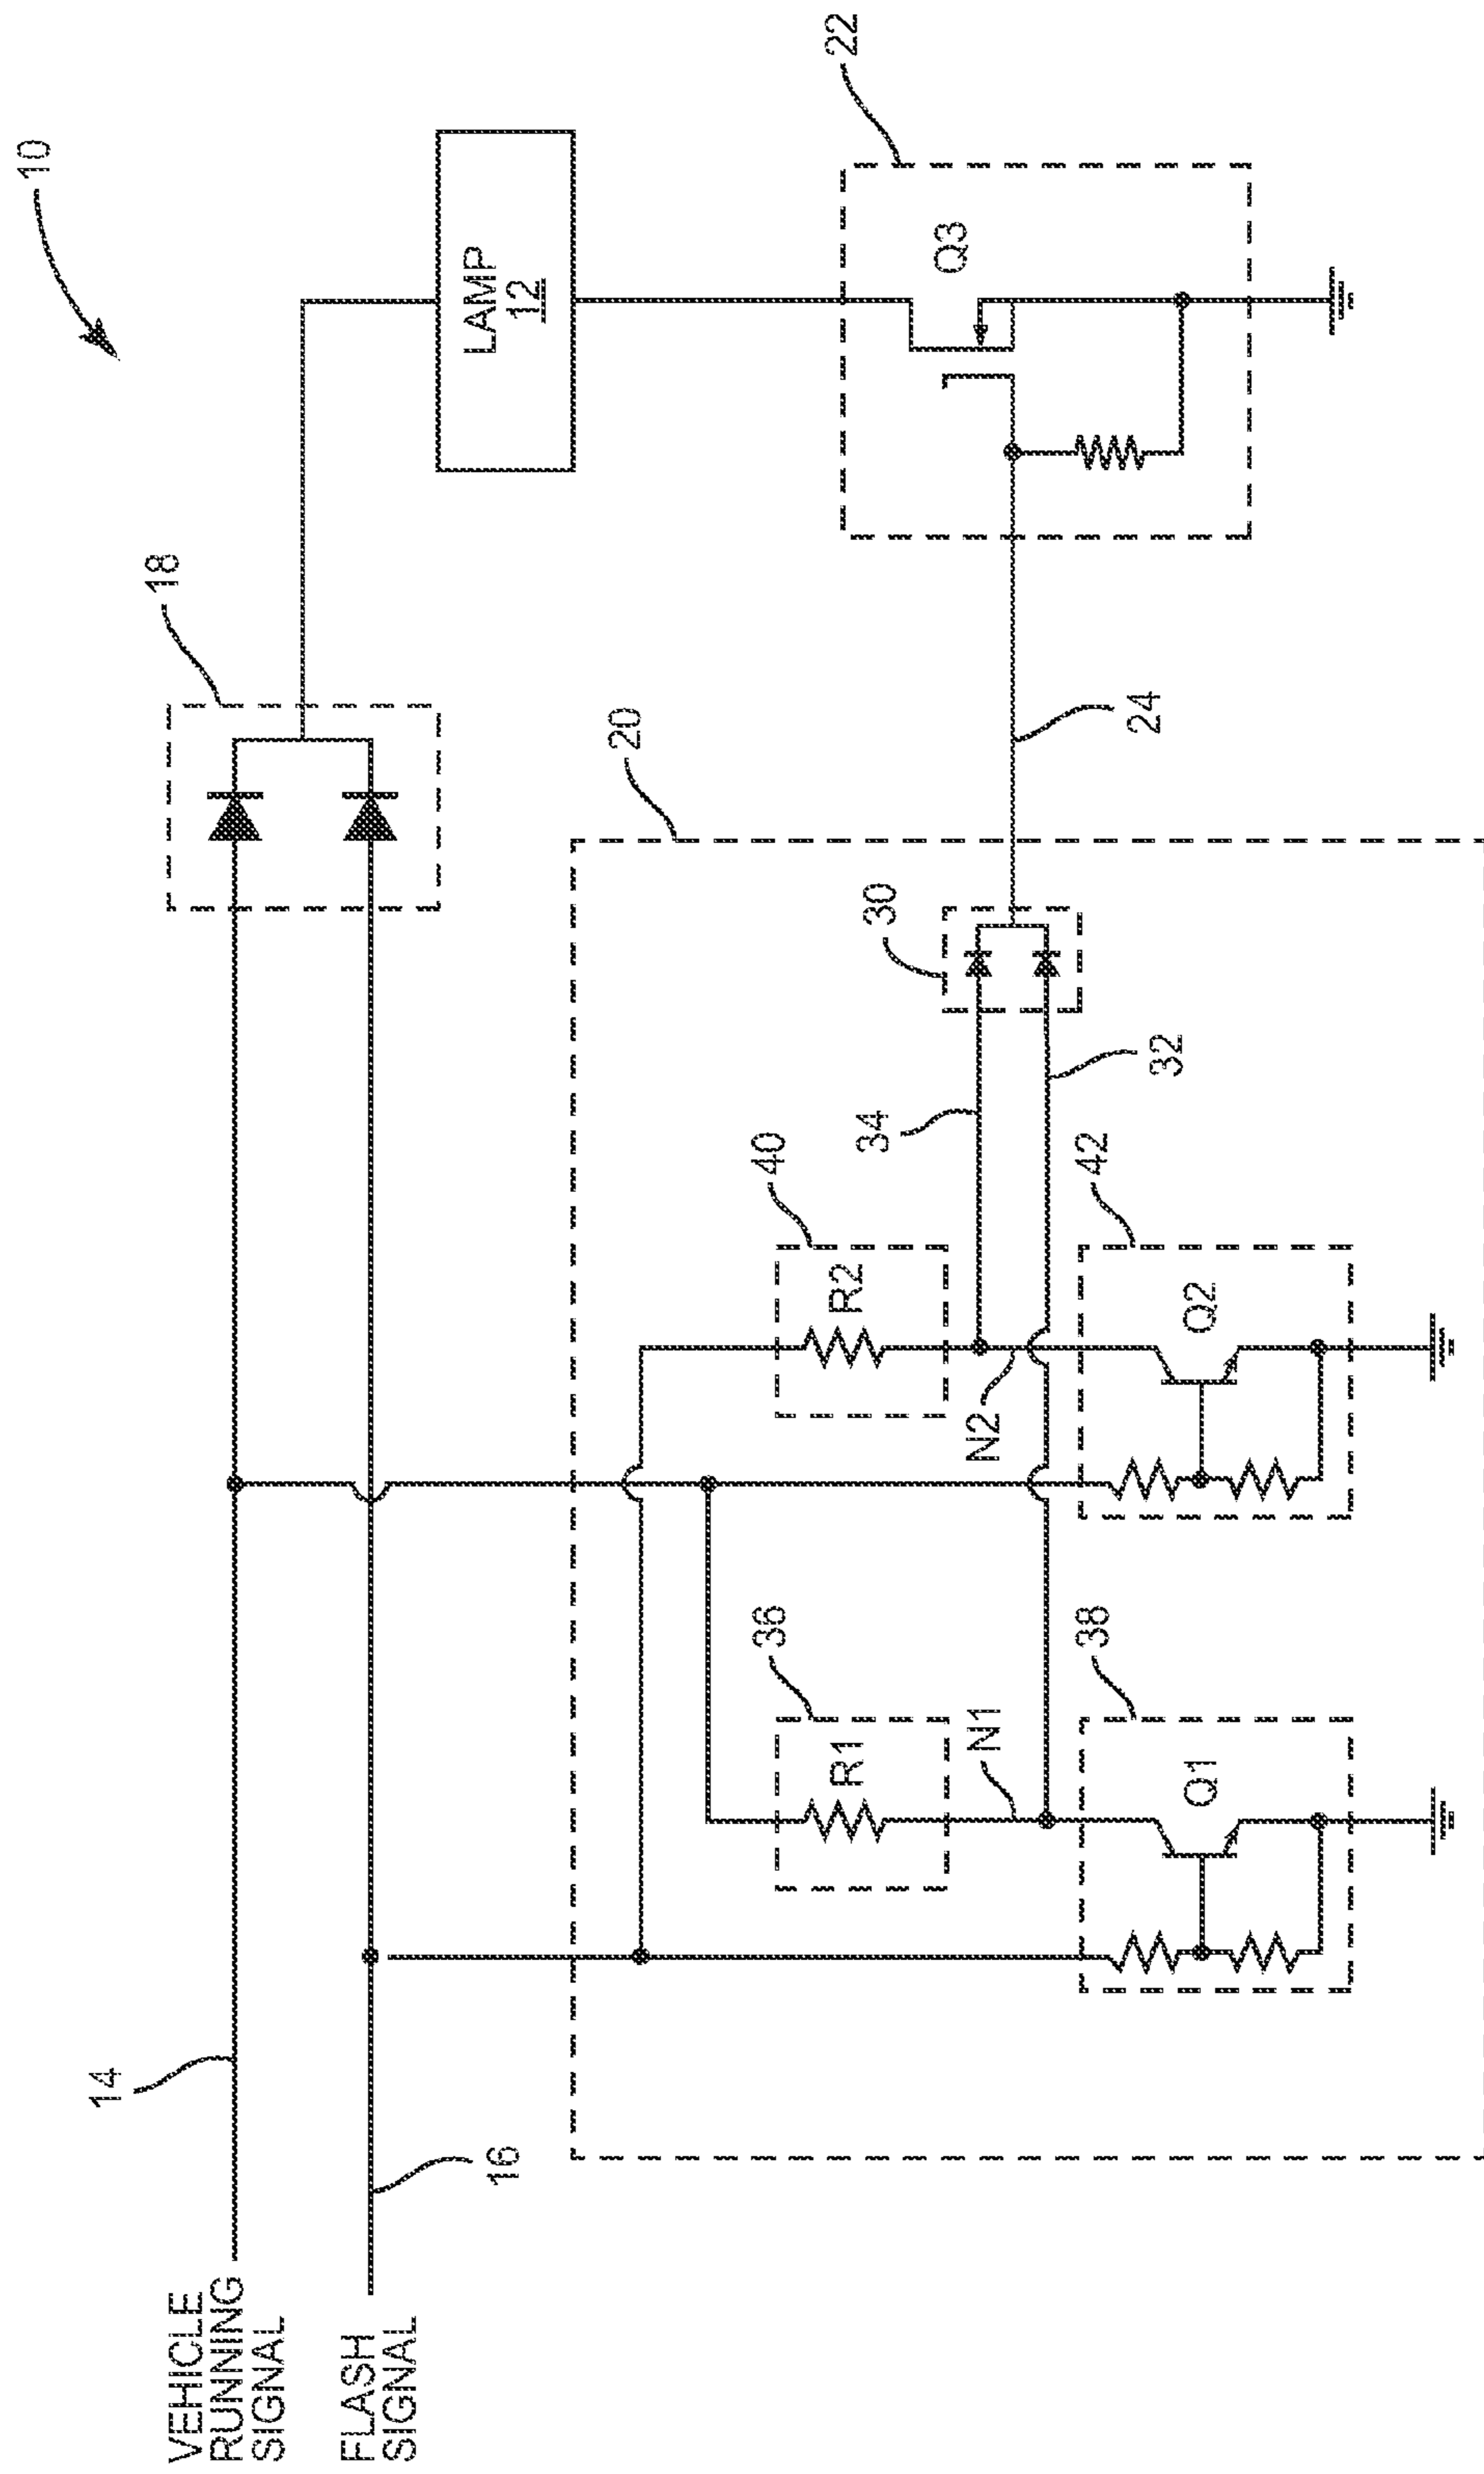 10
VEHICLE
RUNNING
SIGNAL
14
18
FLASH
SIGNAL
16
LAMP
12
20
22
36
R1
40
R2
34
30
Q3
N1
N2
24
32
38
Q1
42
Q2